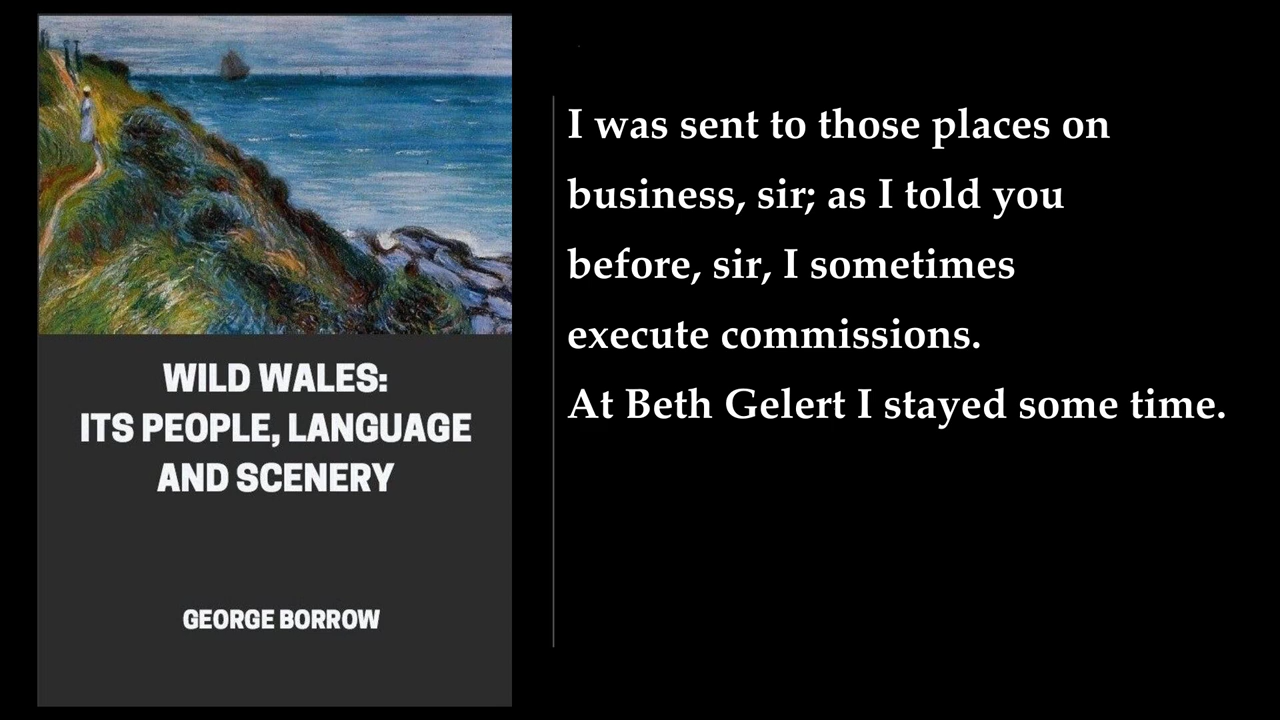 WILD WALES:
ITS PEOPLE, LANGUAGE
AND SCENERY
GEORGE BORROW
I was sent to those places on
business, sir; as I told you
before, sir, I sometimes
execute commissions.
At Beth Gelert I stayed some time.